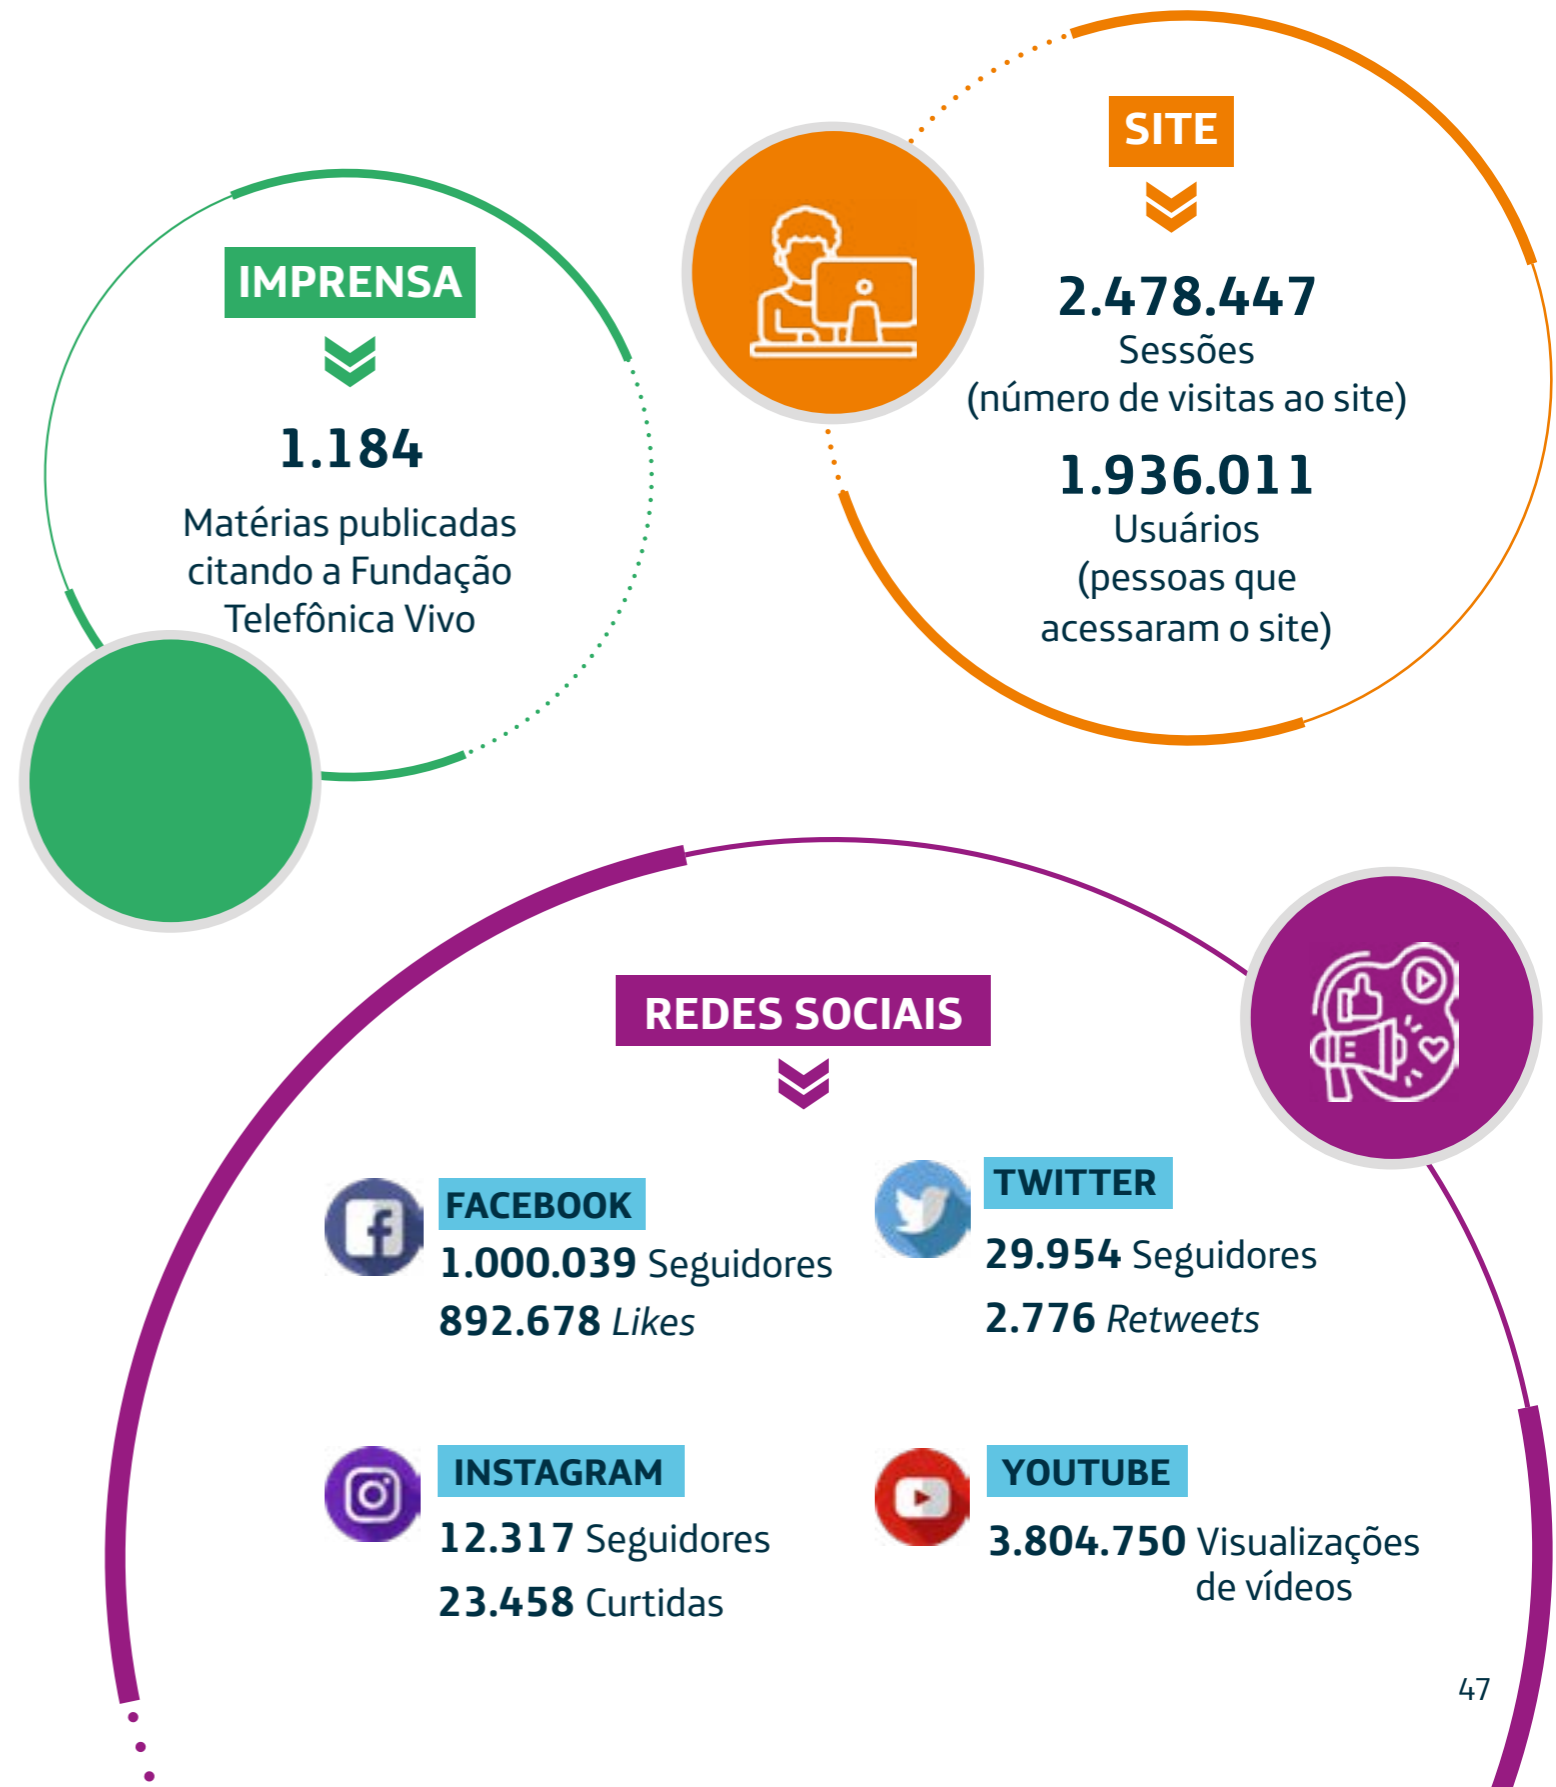 IMPRENSA
1.184
Matérias publicadas
citando a Fundação
Telefônica Vivo
SITE
2.478.447
Sessões
(número de visitas ao site)
1.936.011
Usuários
(pessoas que
acessaram o site)
REDES SOCIAIS
FACEBOOK
1.000.039 Seguidores
892.678 Likes
TWITTER
29.954 Seguidores
2.776 Retweets
INSTAGRAM
12.317 Seguidores
23.458 Curtidas
YOUTUBE
3.804.750 Visualizações
de vídeos
47